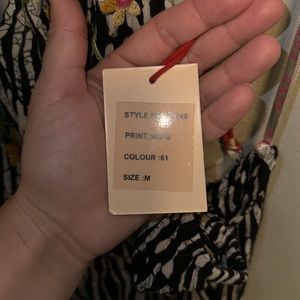 STYLE
PRINT
COLOUR :61
SIZE :M